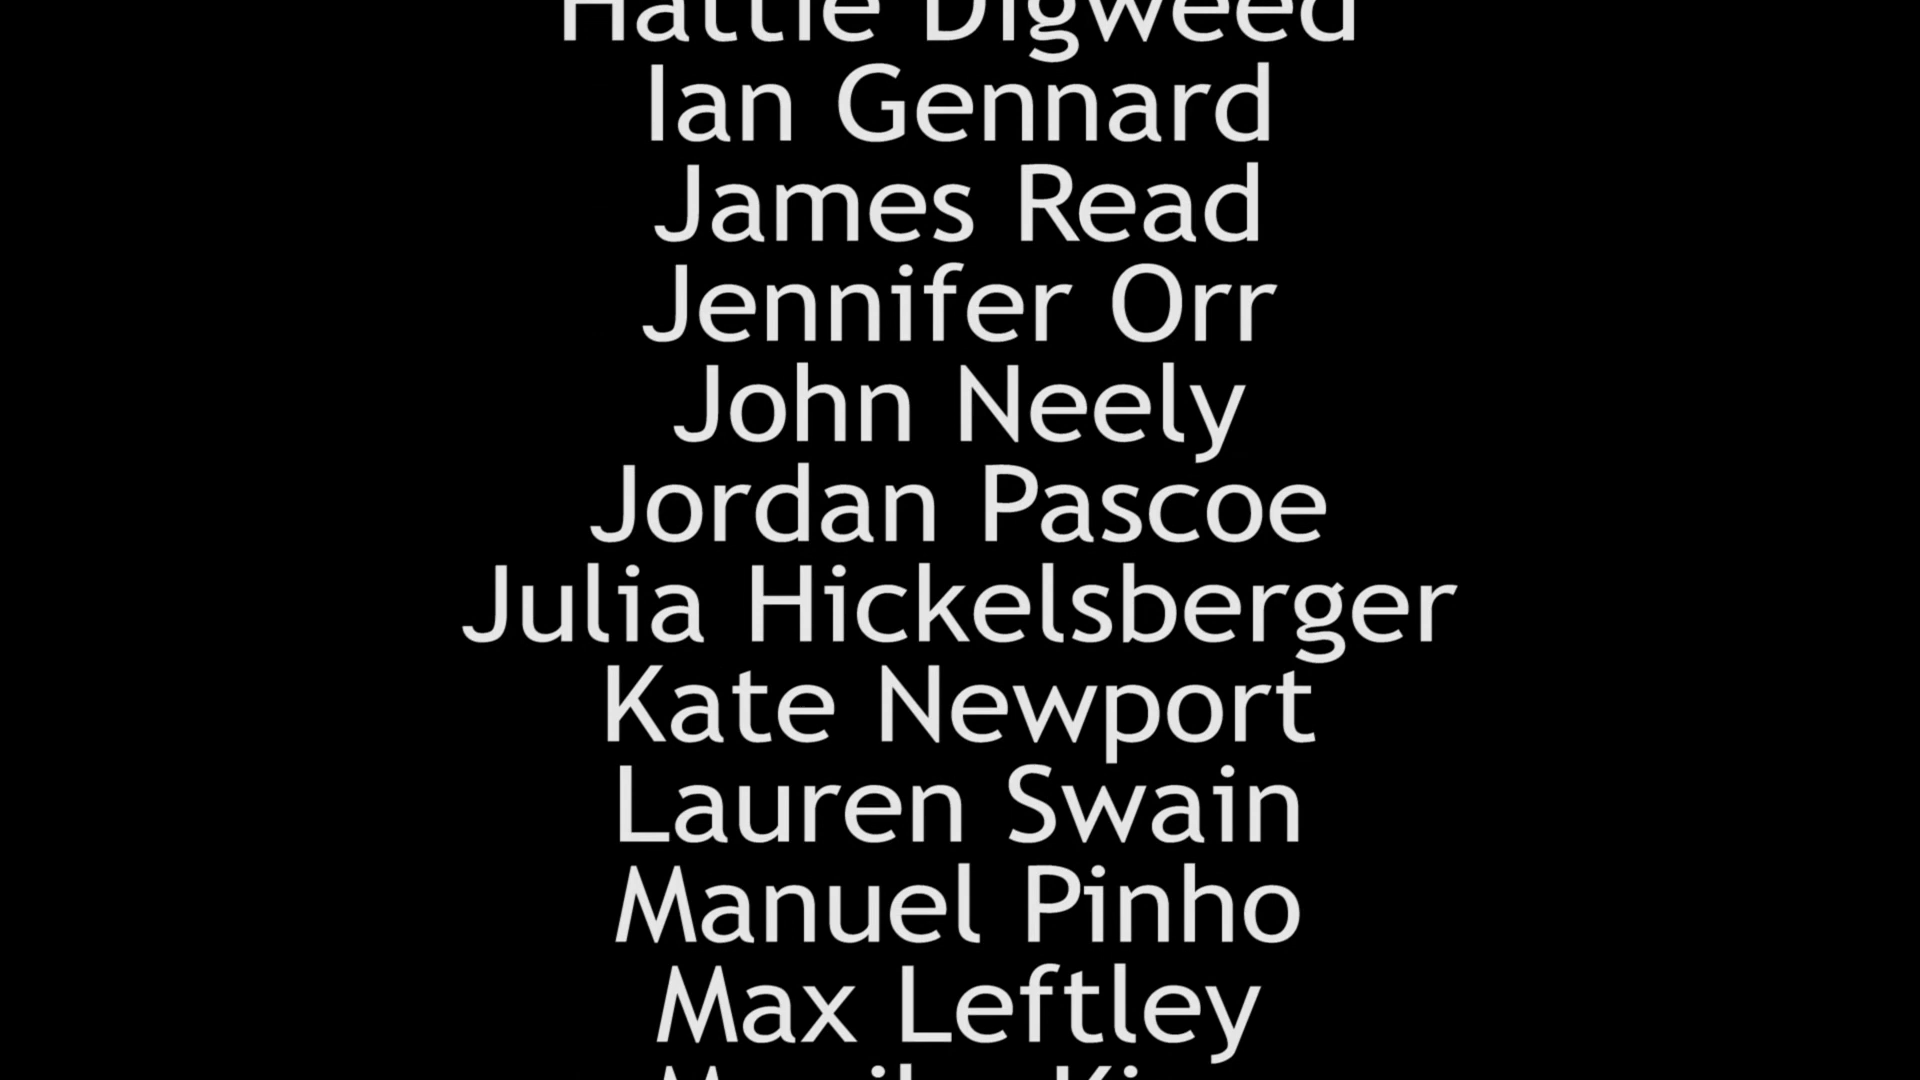 Hattie Digweed
Ian Gennard
James Read
Jennifer Orr
John Neely
Jordan Pascoe
Julia Hickelsberger
Kate Newport
Lauren Swain
Manuel Pinho
Max Leftley